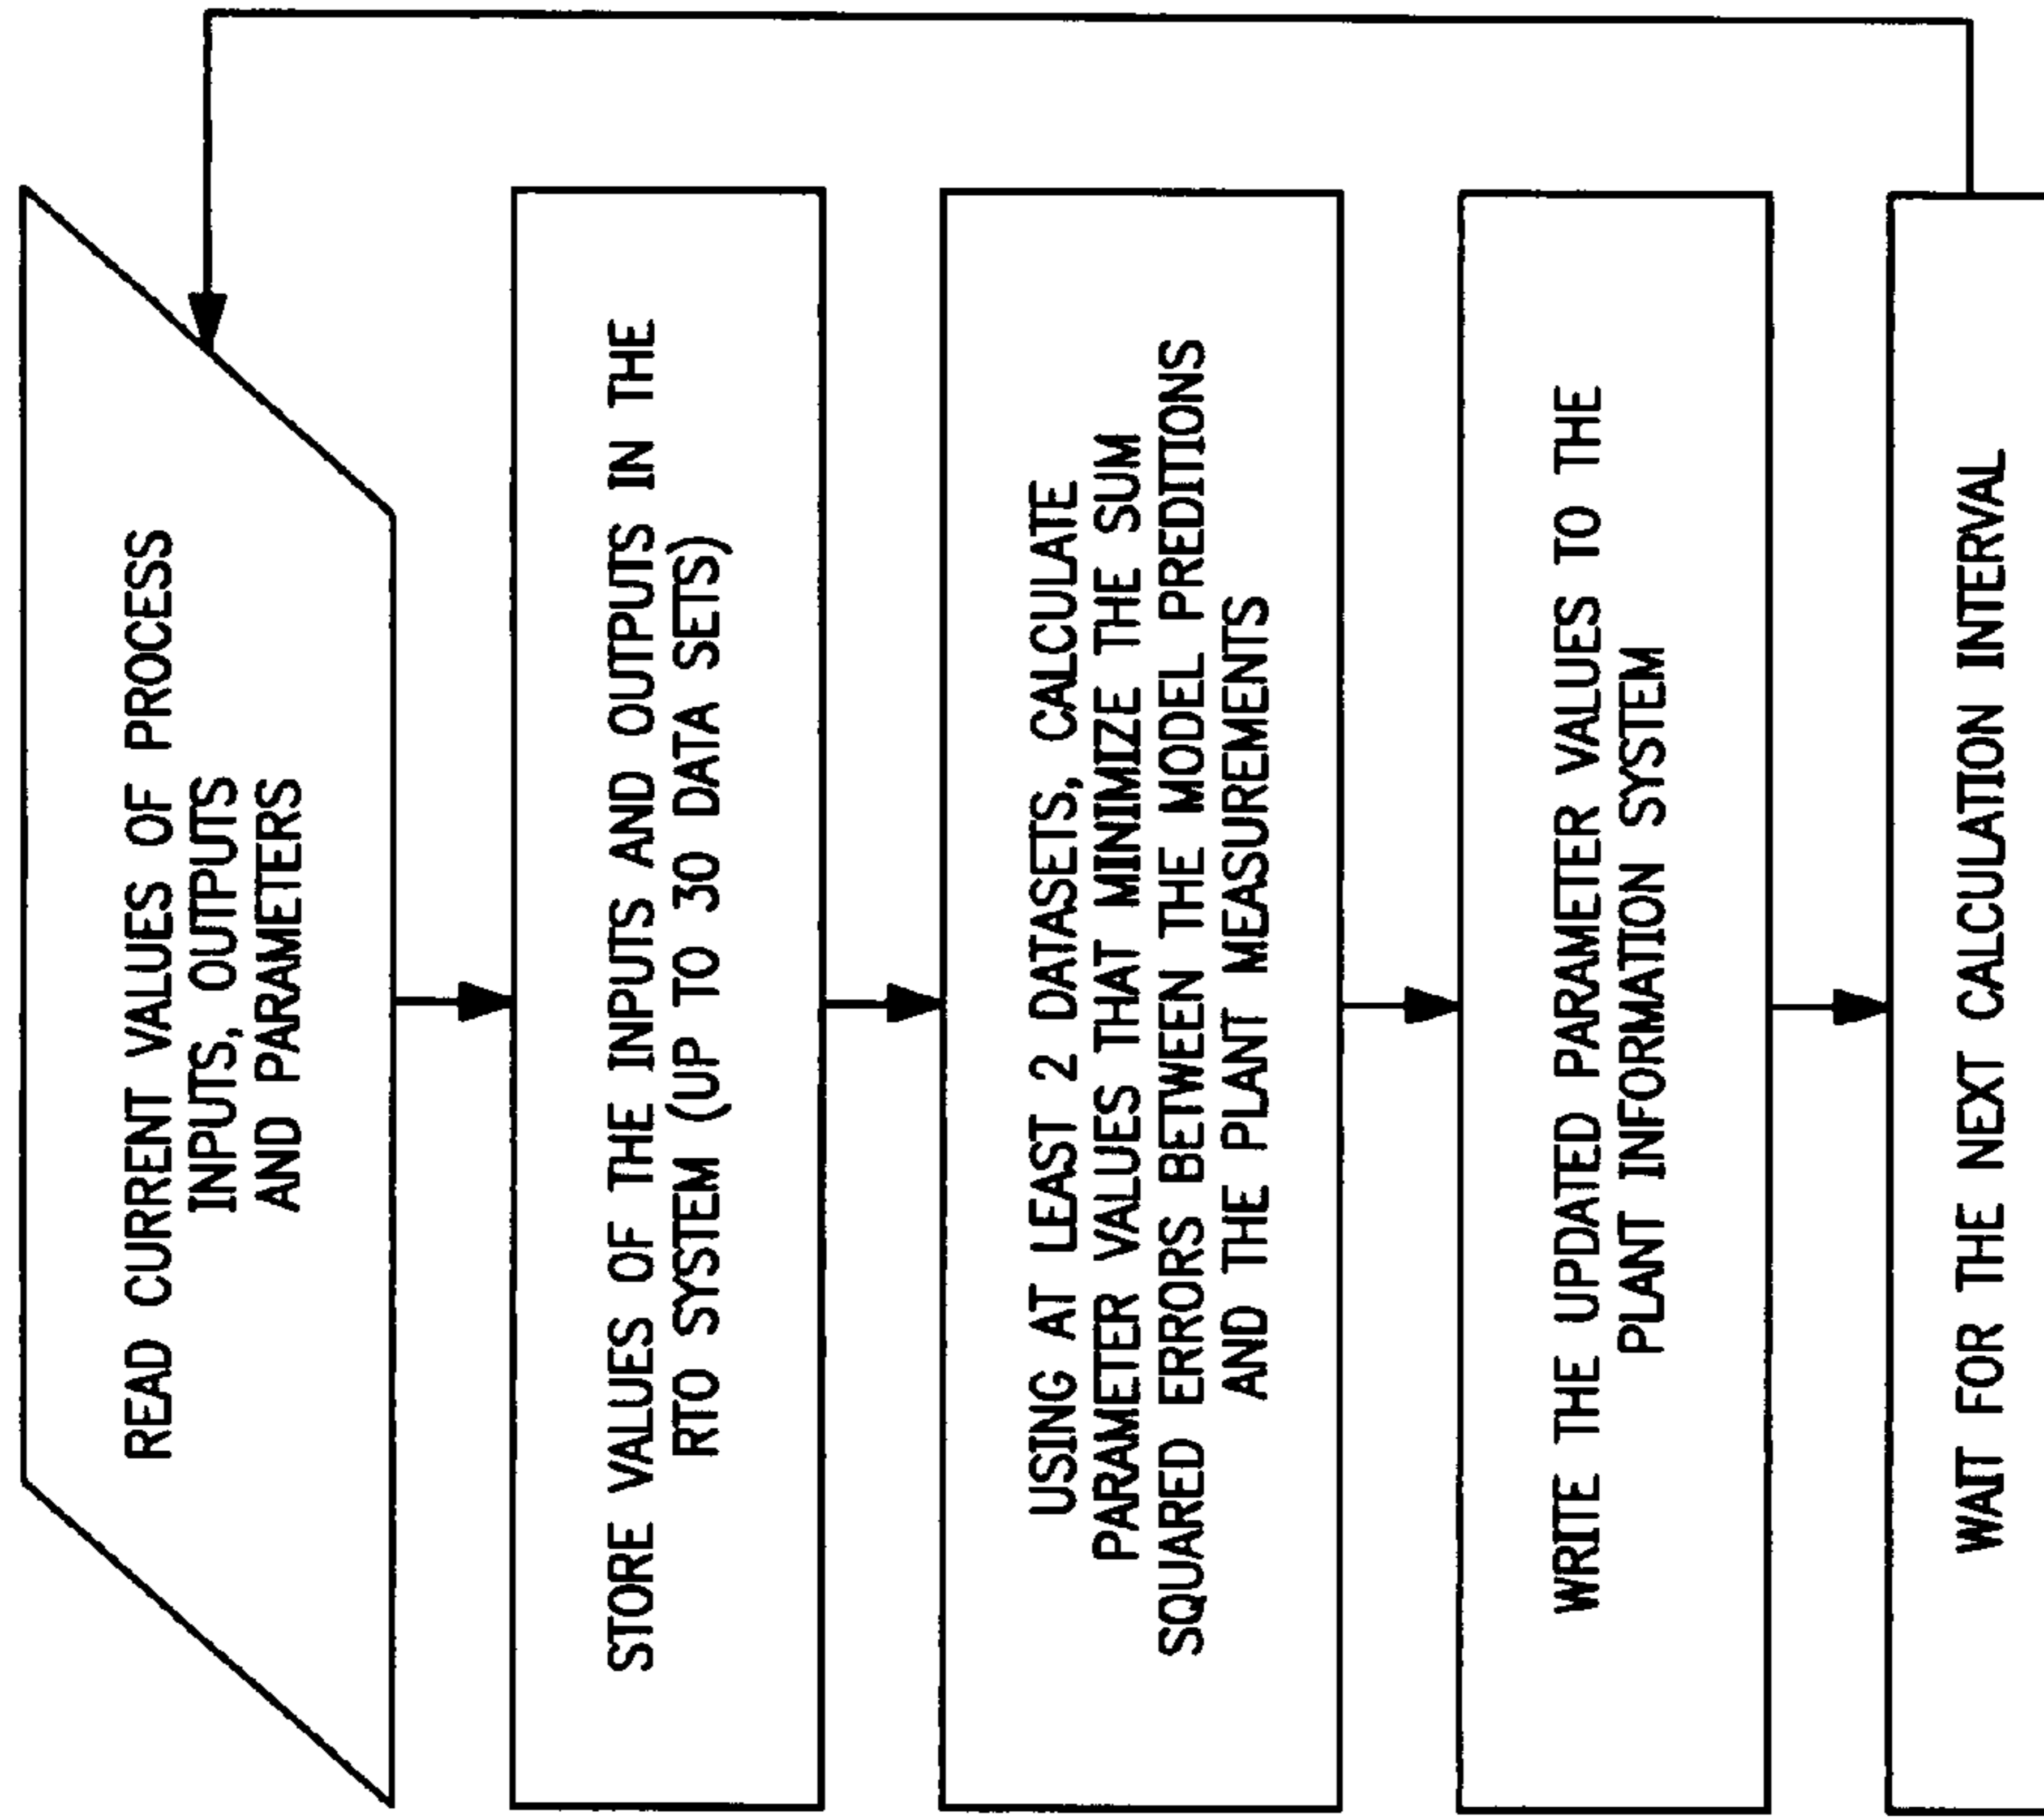 READ CURRENT VALUES OF PROCESS
INPUTS, OUTPUTS
AND PARAMETERS
STORE VALUES OF THE INPUTS AND OUTPUTS IN THE
RTO SYSTEM (UP TO 30 DATA SETS)
USING AT LEAST 2 DATASETS, CALCULATE
PARAMETER VALUES THAT MINIMIZE THE SUM
SQUARED ERRORS BETWEEN THE MODEL PREDITIONS
AND THE PLANT MEASUREMENTS
WRITE THE UPDATED PARAMETER VALUES TO THE
PLANT INFORMATION SYSTEM
WAIT FOR THE NEXT CALCULATION INTERVAL